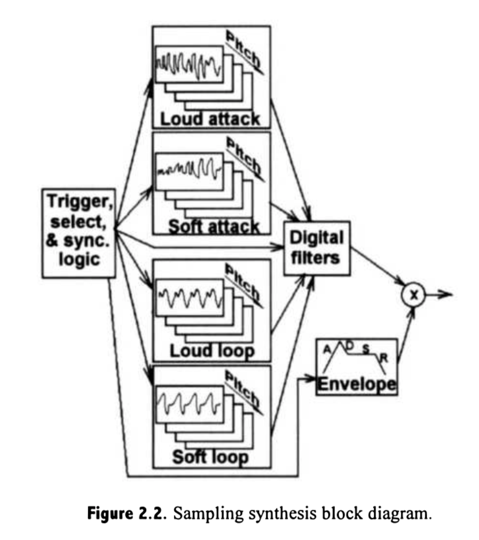 Pitch
Loud attack
Pitch
Soft attack
Trigger,
select,
& sync.
logic
Digital
filters
X
Pitch
Loud loop
A D S R
Envelope
Pitch
Soft loop
Figure 2.2. Sampling synthesis block diagram.